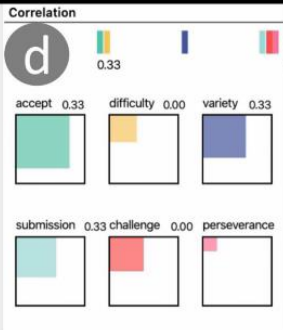 Correlation
d
0.33
accept 0.33 difficulty 0.00 variety 0.33
submission 0.33 challenge 0.00 perseverance